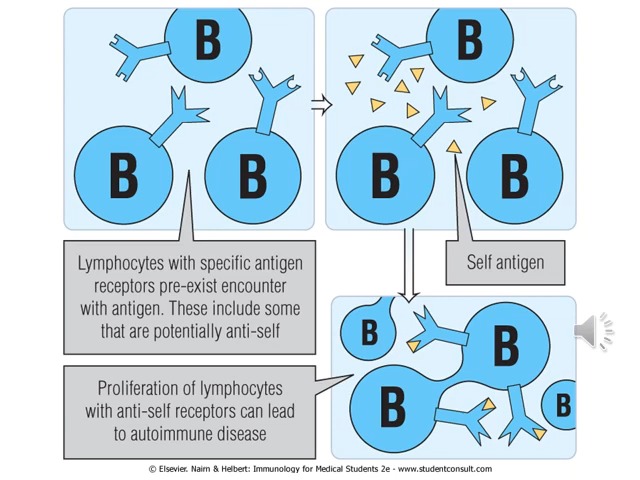 B
B
B
B
B
B
Lymphocytes with specific antigen
receptors pre-exist encounter
with antigen. These include some
that are potentially anti-self
Self antigen
B
B
B
B
Proliferation of lymphocytes
with anti-self receptors can lead
to autoimmune disease
© Elsevier. Nairn & Helbert: Immunology for Medical Students 2e - www.studentconsult.com